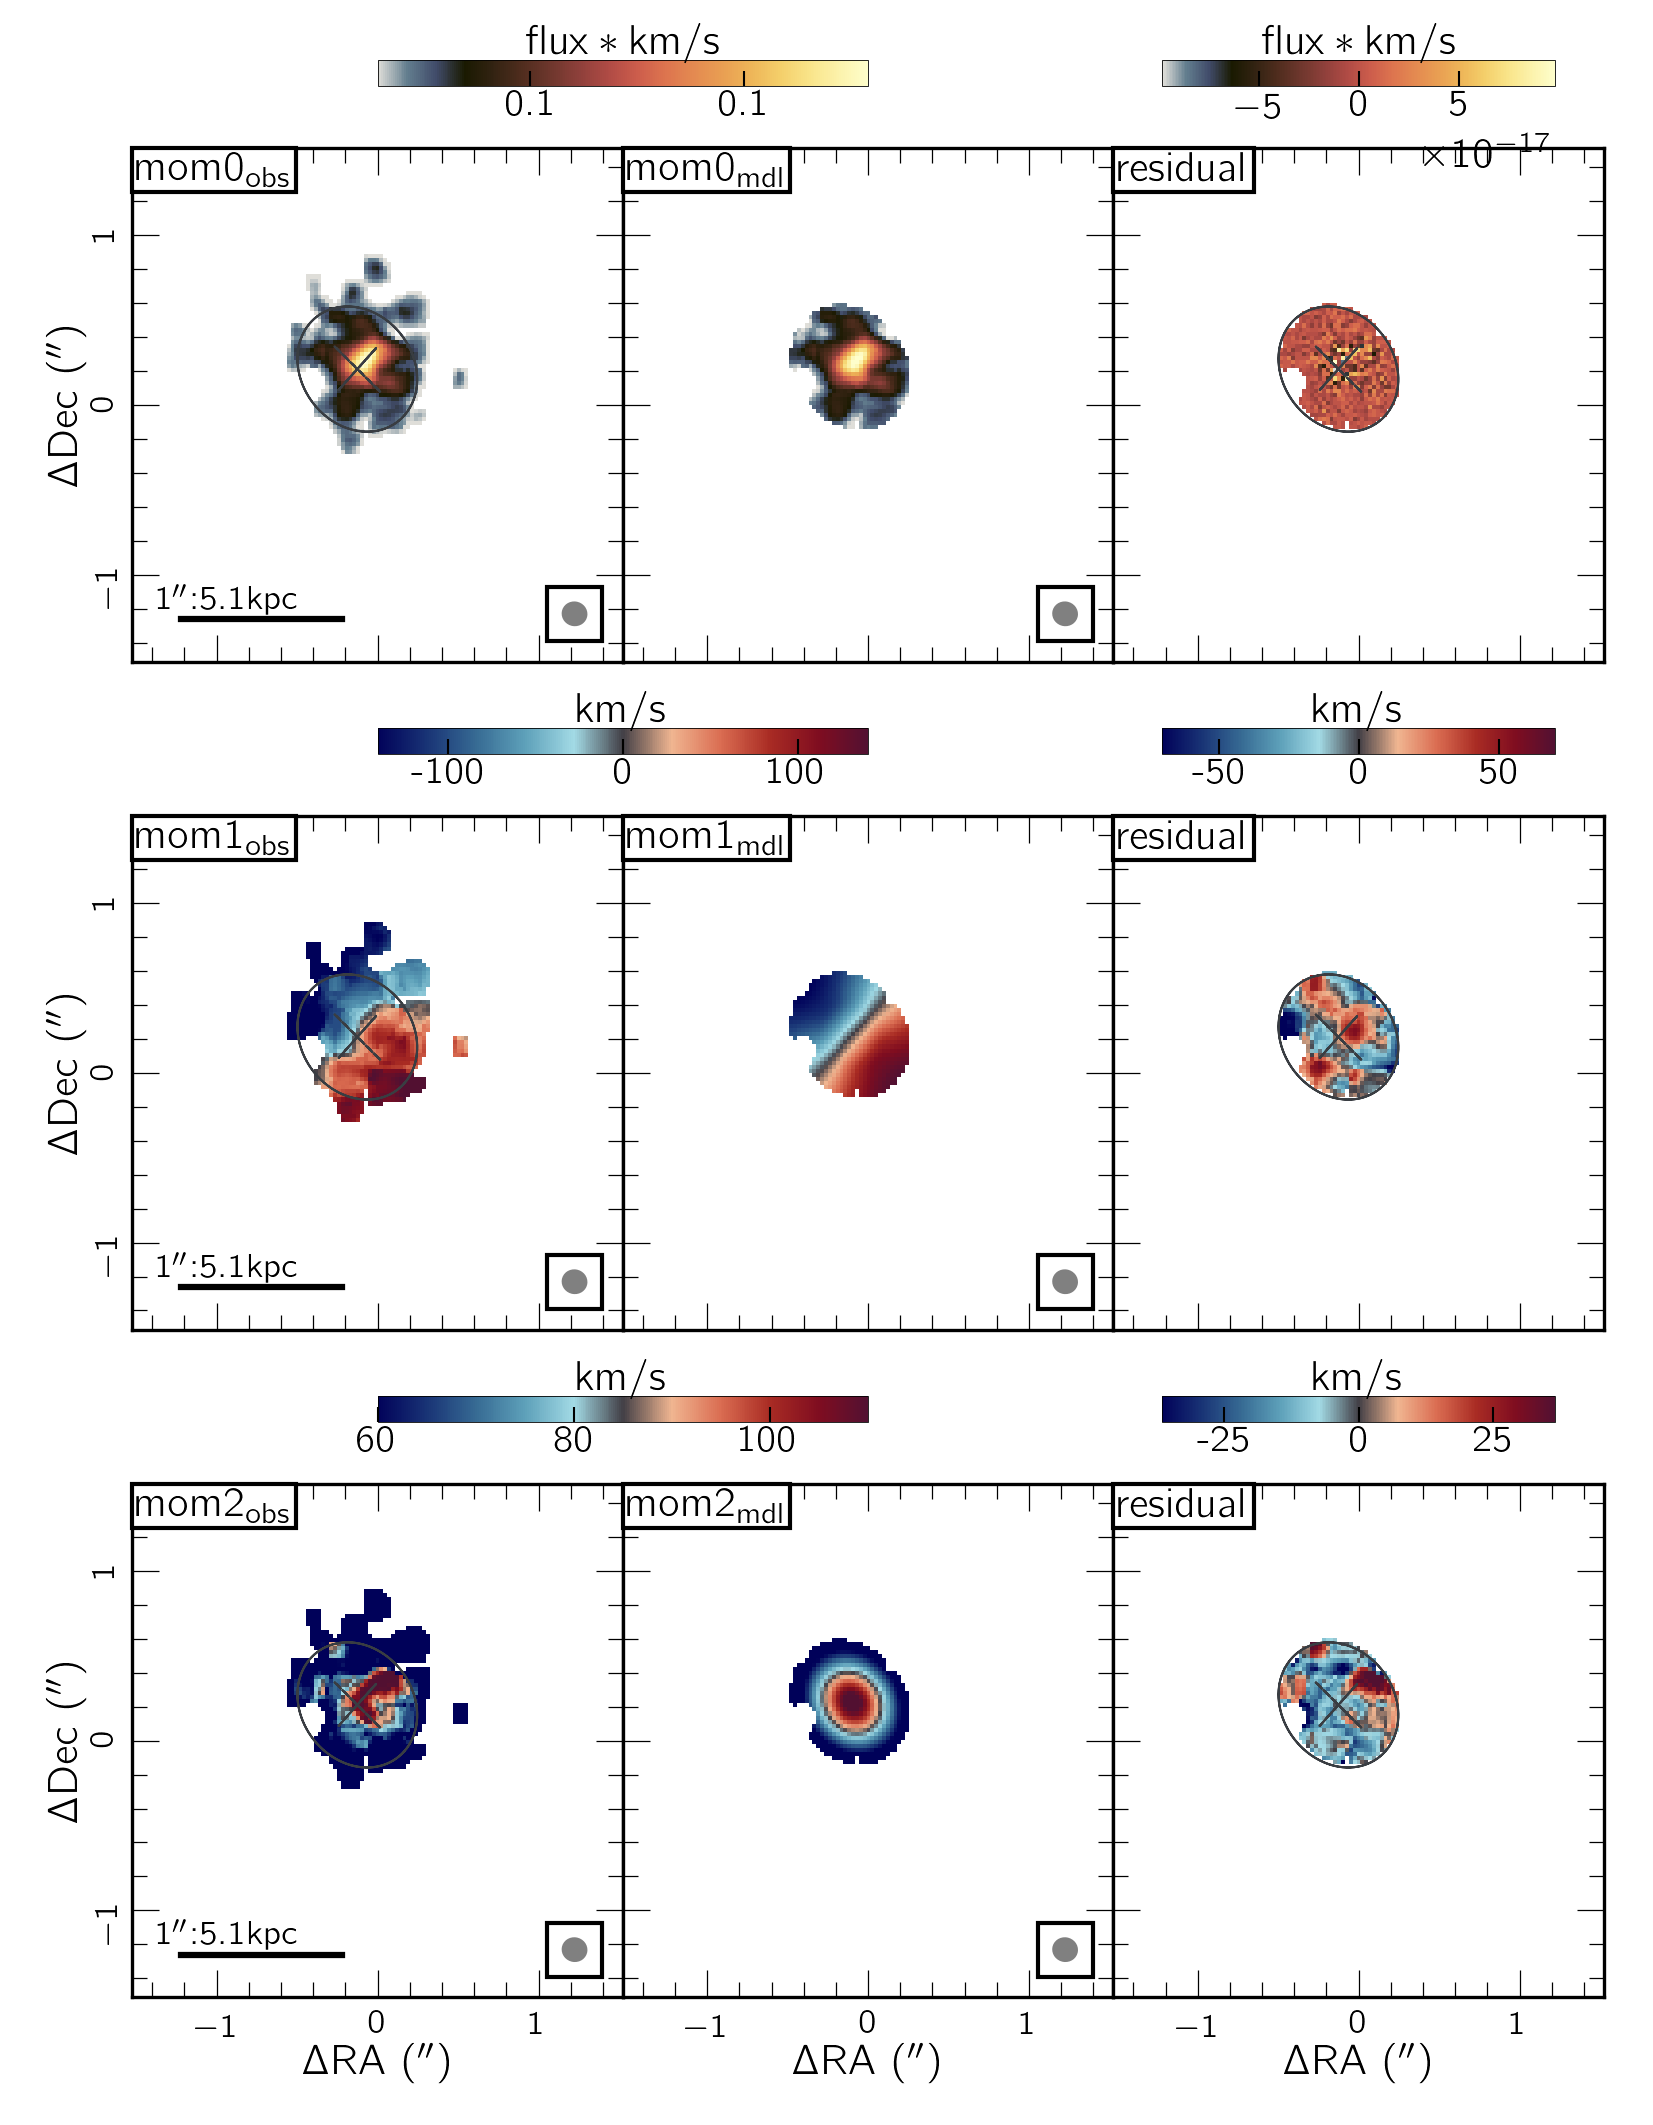 flux ∗ km/s flux ∗ km/s
0.1 0.1 −5 0 5
×10⁻¹⁷
mom0obs mom0mdl residual
1
ΔDec (″)
0
−1
1″:5.1kpc
km/s km/s
-100 0 100 -50 0 50
mom1obs mom1mdl residual
1
ΔDec (″)
0
−1
1″:5.1kpc
km/s km/s
60 80 100 -25 0 25
mom2obs mom2mdl residual
1
ΔDec (″)
0
−1
1″:5.1kpc
−1 0 1 −1 0 1 −1 0 1
ΔRA (″) ΔRA (″) ΔRA (″)